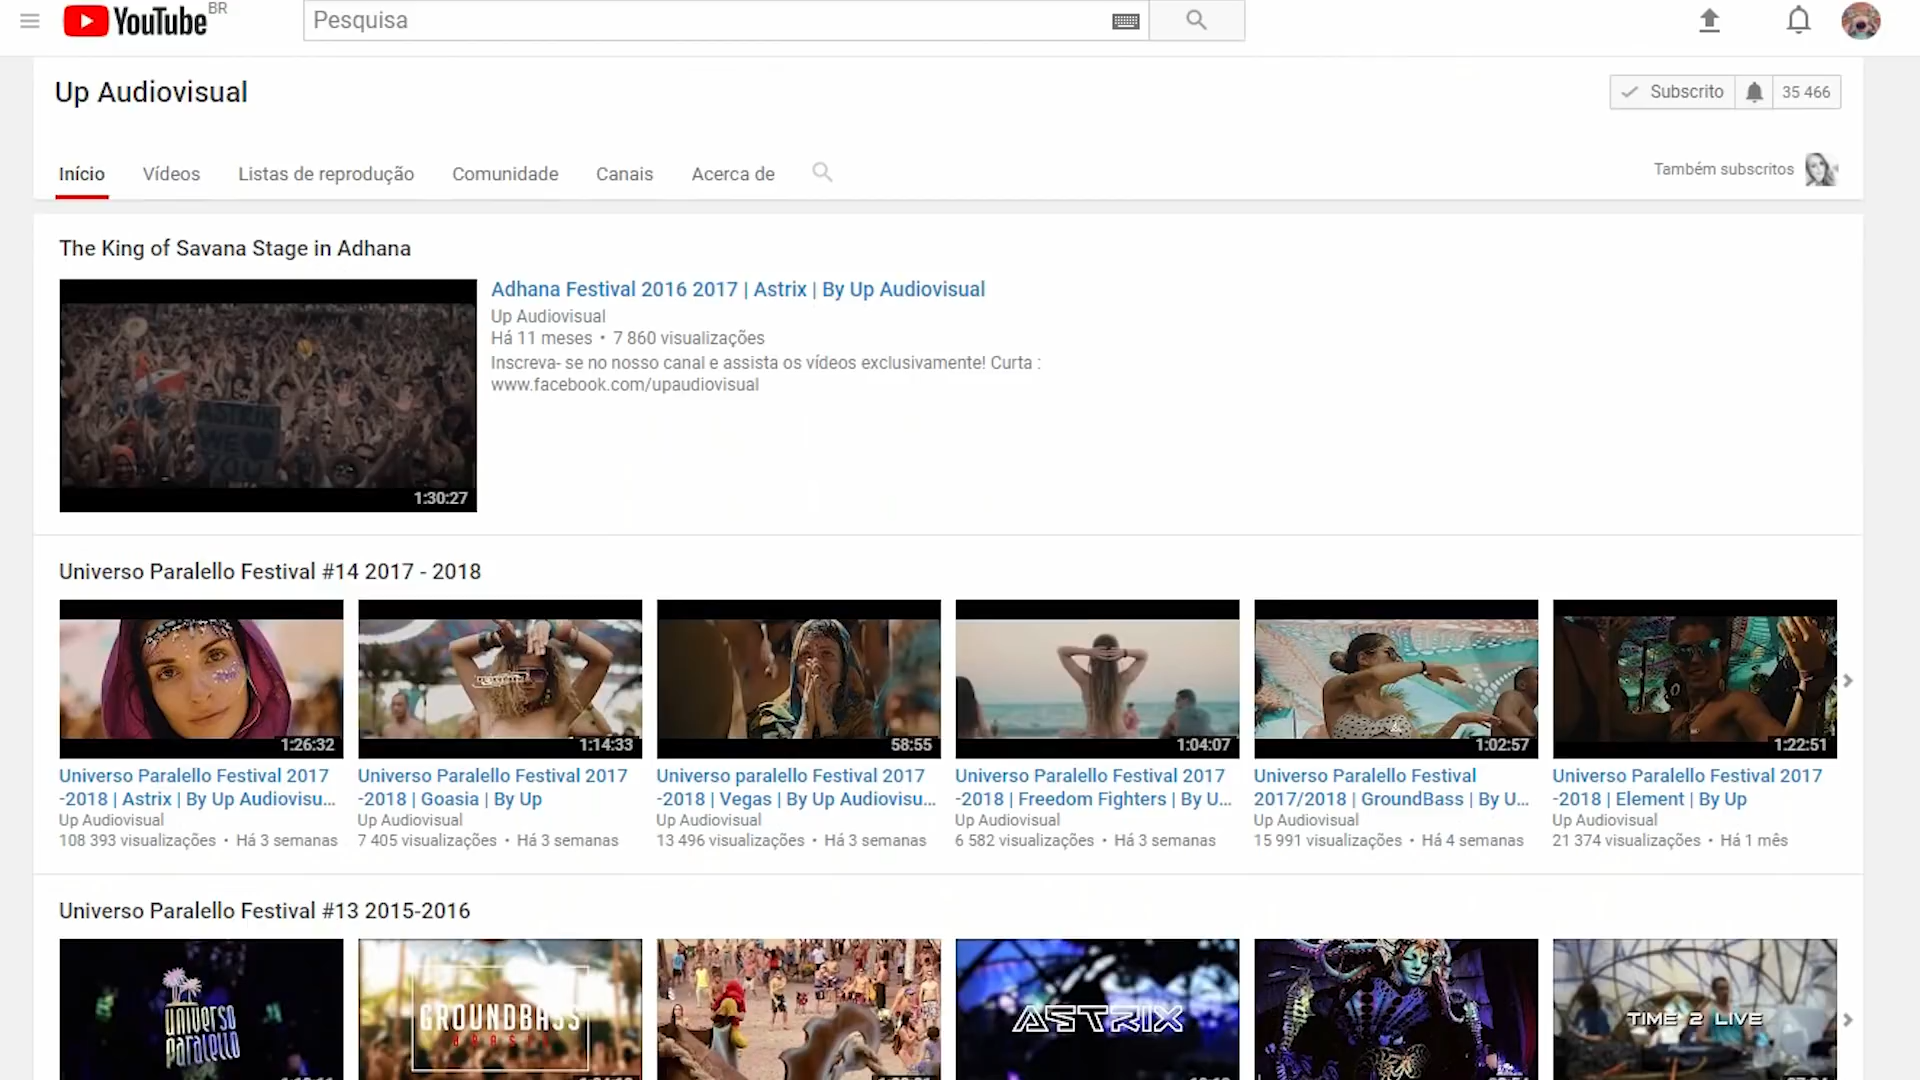 YouTube BR
Pesquisa
Up Audiovisual
Subscrito 35 466
Início Vídeos Listas de reprodução Comunidade Canais Acerca de
Também subscritos
The King of Savana Stage in Adhana
Adhana Festival 2016 2017 | Astrix | By Up Audiovisual
Up Audiovisual
Há 11 meses • 7 860 visualizações
Inscreva- se no nosso canal e assista os vídeos exclusivamente! Curta :
www.facebook.com/upaudiovisual
ASTRIX
WE
YOU
1:30:27
Universo Paralello Festival #14 2017 - 2018
1:26:32
Universo Paralello Festival 2017
-2018 | Astrix | By Up Audiovisu...
Up Audiovisual
108 393 visualizações • Há 3 semanas
1:14:33
Universo Paralello Festival 2017
-2018 | Goasia | By Up
Up Audiovisual
7 405 visualizações • Há 3 semanas
58:55
Universo paralello Festival 2017
-2018 | Vegas | By Up Audiovisu...
Up Audiovisual
13 496 visualizações • Há 3 semanas
1:04:07
Universo Paralello Festival 2017
-2018 | Freedom Fighters | By U...
Up Audiovisual
6 582 visualizações • Há 3 semanas
1:02:57
Universo Paralello Festival
2017/2018 | GroundBass | By U...
Up Audiovisual
15 991 visualizações • Há 4 semanas
1:22:51
Universo Paralello Festival 2017
-2018 | Element | By Up
Up Audiovisual
21 374 visualizações • Há 1 mês
Universo Paralello Festival #13 2015-2016
universo
paralello
GROUNDBASS
ASTRIX
TIME 2 LIVE